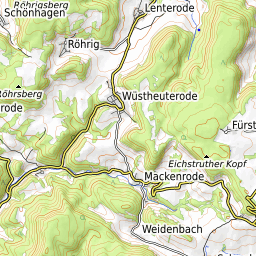 Röhrigsberg
Schönhagen
Lenterode
Röhrig
Röhrsberg
Wüstheuterode
rode
Fürst
Eichstruther Kopf
Mackenrode
Weidenbach